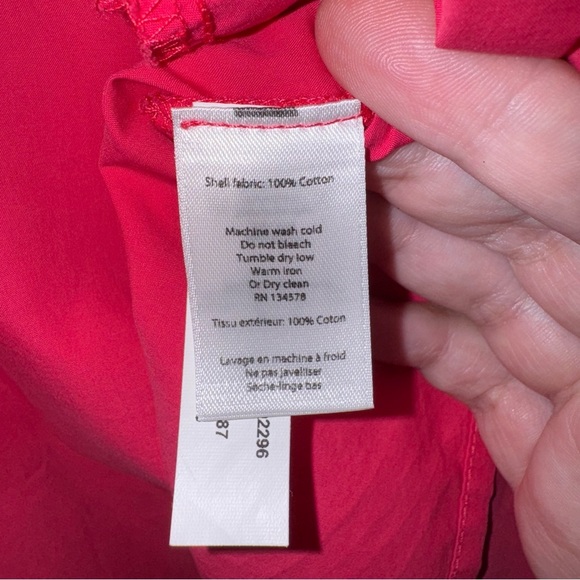 Shell fabric: 100% Cotton
Machine wash cold
Do not bleach
Tumble dry low
Warm iron
Or Dry clean
RN 134578
Tissu extérieur: 100% Coton
Lavage en machine à froid
Ne pas javelliser
Sèche-linge bas
2296
87